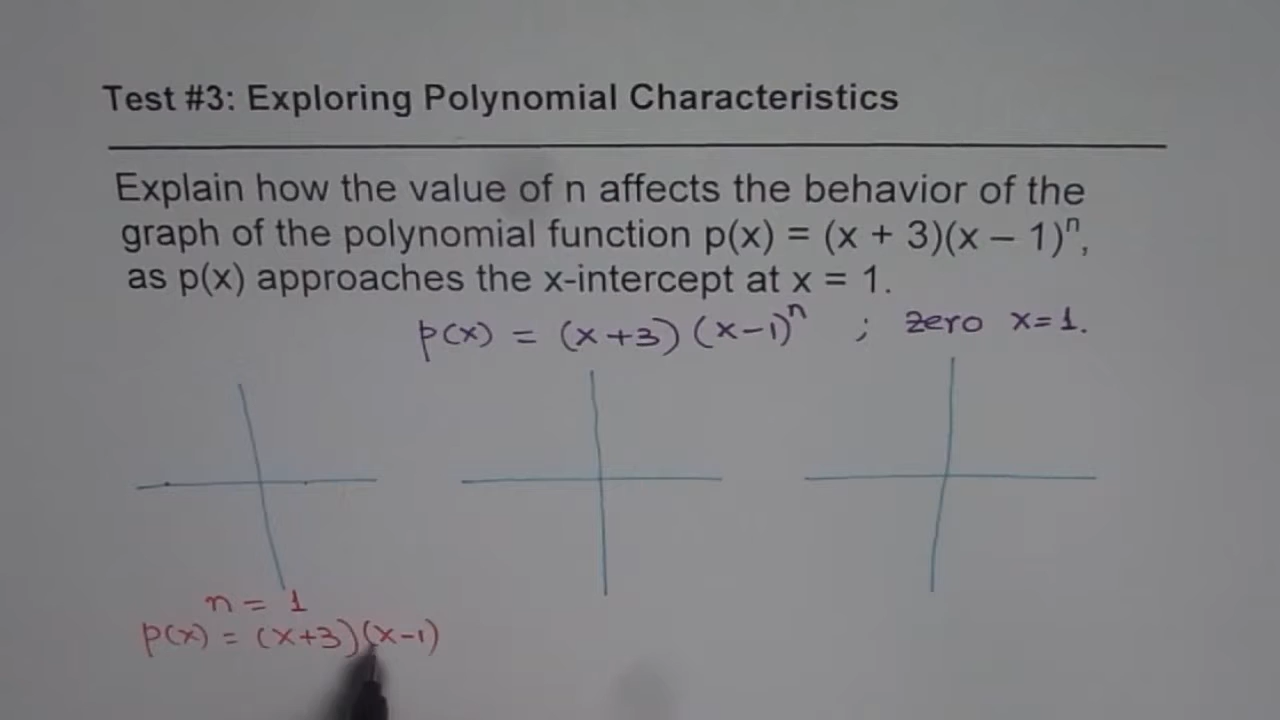 Test #3: Exploring Polynomial Characteristics
Explain how the value of n affects the behavior of the
graph of the polynomial function p(x) = (x + 3)(x – 1)ⁿ,
as p(x) approaches the x-intercept at x = 1.
p(x) = (x+3) (x-1)ⁿ ; zero x=1.
n = 1
p(x) = (x+3)(x-1)